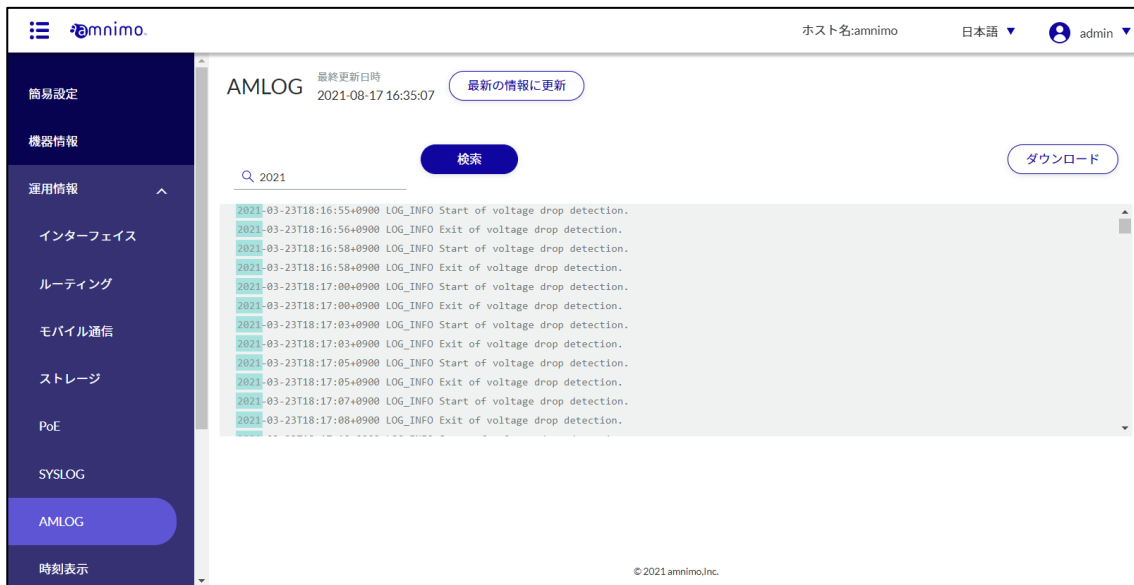 amnimo
ホスト名:amnimo
日本語
admin
簡易設定
機器情報
運用情報
インターフェイス
ルーティング
モバイル通信
ストレージ
PoE
SYSLOG
AMLOG
時刻表示
AMLOG
最終更新日時
2021-08-17 16:35:07
最新の情報に更新
2021
検索
ダウンロード
2021-03-23T18:16:55+0900 LOG_INFO Start of voltage drop detection.
2021-03-23T18:16:56+0900 LOG_INFO Exit of voltage drop detection.
2021-03-23T18:16:58+0900 LOG_INFO Start of voltage drop detection.
2021-03-23T18:16:58+0900 LOG_INFO Exit of voltage drop detection.
2021-03-23T18:17:00+0900 LOG_INFO Start of voltage drop detection.
2021-03-23T18:17:00+0900 LOG_INFO Exit of voltage drop detection.
2021-03-23T18:17:03+0900 LOG_INFO Start of voltage drop detection.
2021-03-23T18:17:03+0900 LOG_INFO Exit of voltage drop detection.
2021-03-23T18:17:05+0900 LOG_INFO Start of voltage drop detection.
2021-03-23T18:17:05+0900 LOG_INFO Exit of voltage drop detection.
2021-03-23T18:17:07+0900 LOG_INFO Start of voltage drop detection.
2021-03-23T18:17:08+0900 LOG_INFO Exit of voltage drop detection.
© 2021 amnimo,Inc.